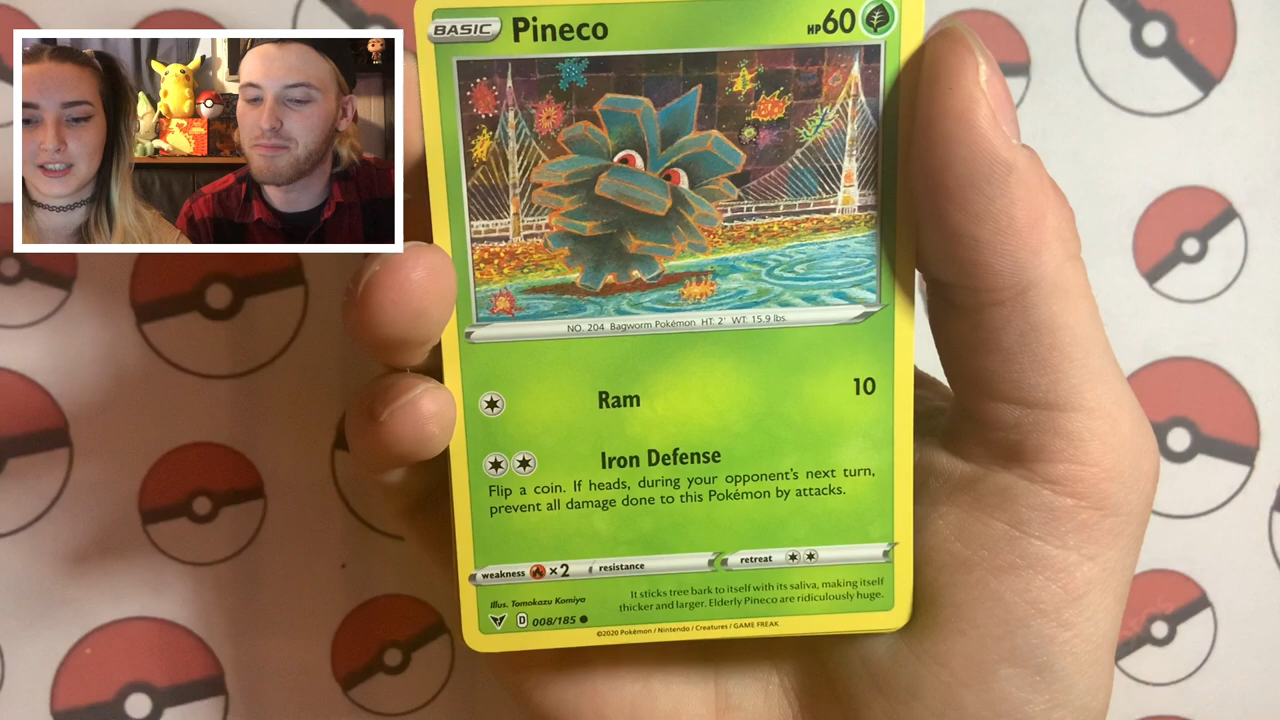 BASIC Pineco HP60
NO. 204 Bagworm Pokémon HT: 2' WT: 15.9 lbs.
Ram 10
Iron Defense
Flip a coin. If heads, during your opponent's next turn,
prevent all damage done to this Pokémon by attacks.
weakness ×2 resistance retreat
It sticks tree bark to itself with its saliva, making itself
thicker and larger. Elderly Pineco are ridiculously huge.
Illus. Tomokazu Komiya
D 008/185
©2020 Pokémon / Nintendo / Creatures / GAME FREAK